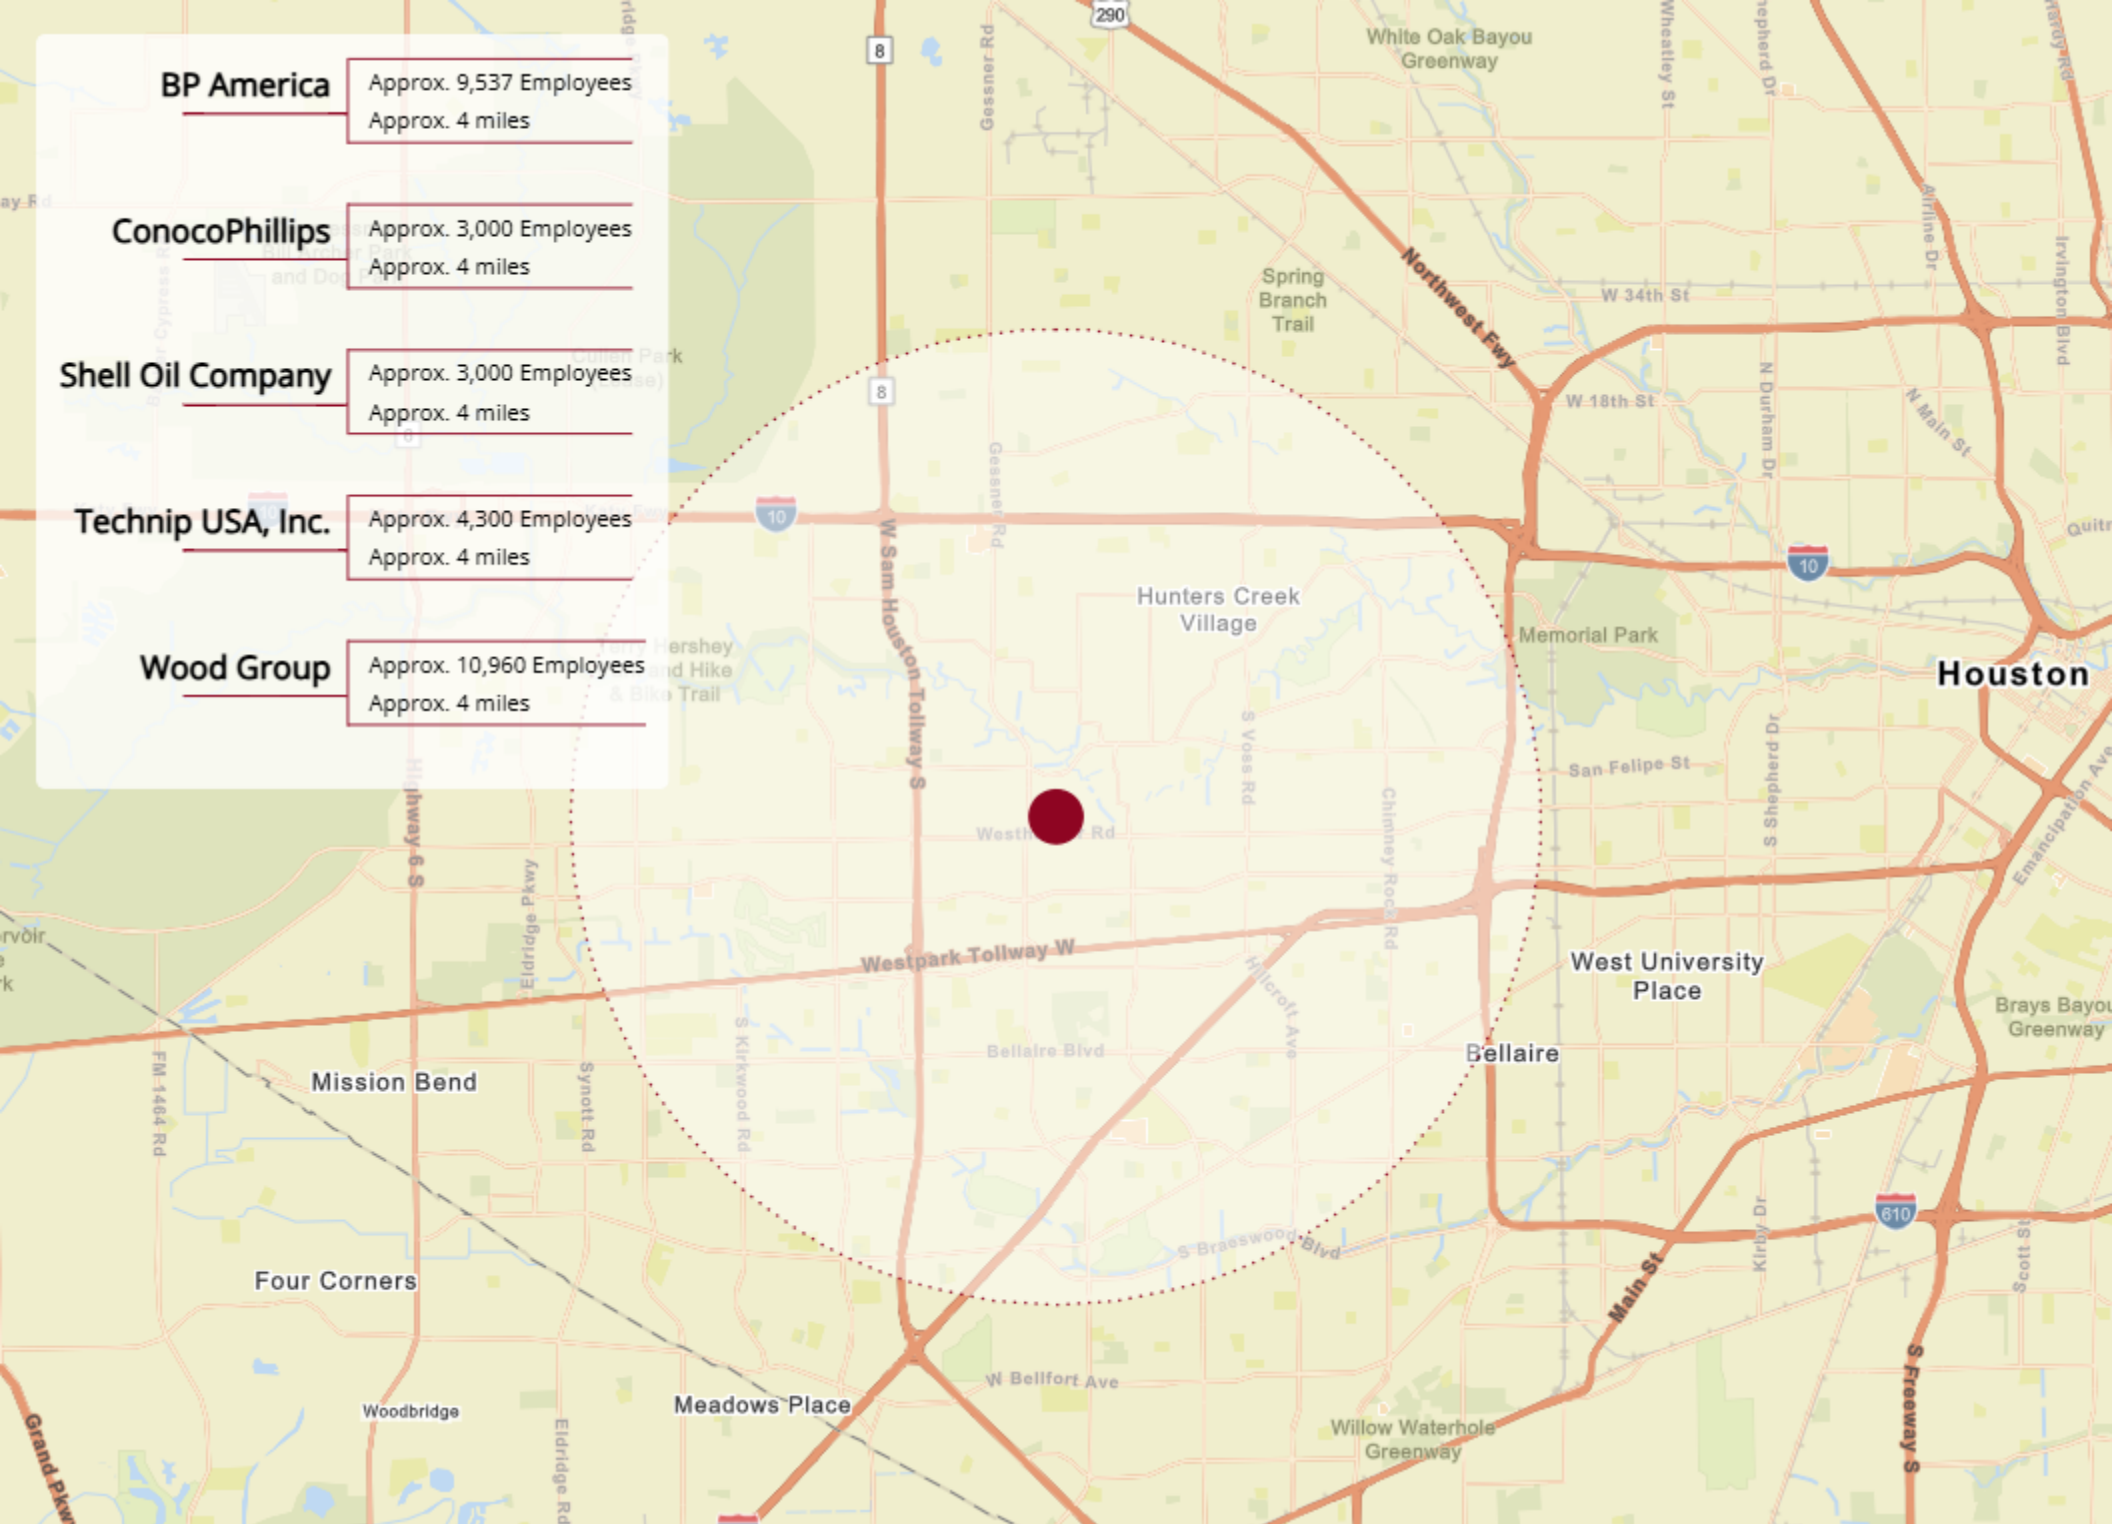 BP America
Approx. 9,537 Employees
Approx. 4 miles
ConocoPhillips
Approx. 3,000 Employees
Approx. 4 miles
Shell Oil Company
Approx. 3,000 Employees
Approx. 4 miles
Technip USA, Inc.
Approx. 4,300 Employees
Approx. 4 miles
Wood Group
Approx. 10,960 Employees
Approx. 4 miles
290
8
Gessner Rd
White Oak Bayou
Greenway
Wheatley St
Airline Dr
Irvington Blvd
Northwest Fwy
Spring
Branch
Trail
W 34th St
W 18th St
N Durham Dr
N Main St
8
Gessner Rd
10
10
W Sam Houston Tollway S
Hunters Creek
Village
Memorial Park
Houston
& Bike Trail
S Voss Rd
San Felipe St
S Shepherd Dr
Chimney Rock Rd
Emancipation Ave
Highway 6 S
Eldridge Pkwy
Westpark Tollway W
Hillcroft Ave
West University
Place
Brays Bayou
Greenway
S Kirkwood Rd
Bellaire Blvd
Bellaire
Mission Bend
FM 1464 Rd
Synott Rd
S Braeswood Blvd
610
Kirby Dr
Scott St
Main St
Four Corners
W Bellfort Ave
Meadows Place
Woodbridge
Eldridge Rd
Willow Waterhole
Greenway
S Freeway S
Grand Pkwy